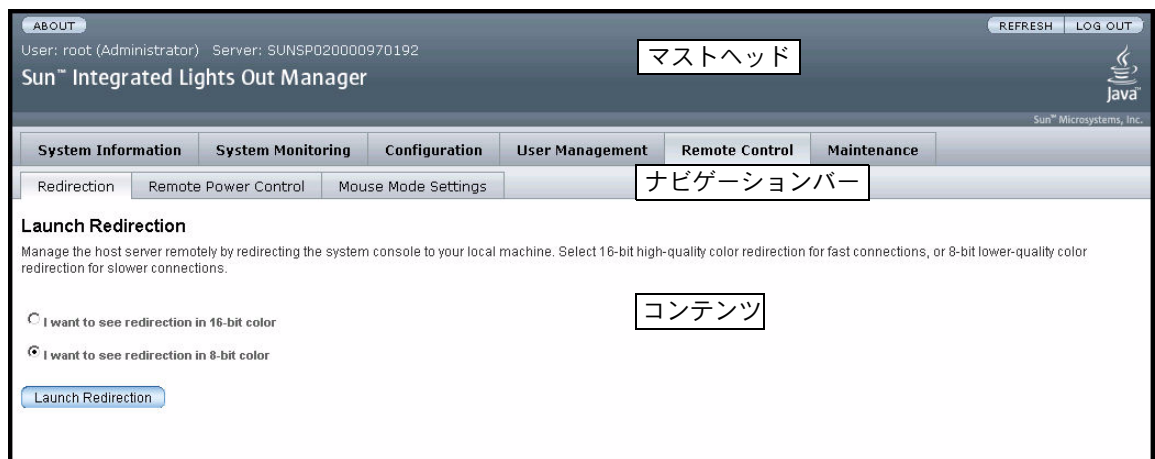 ABOUT
REFRESH LOG OUT
User: root (Administrator) Server: SUNSP020000970192
マストヘッド
Sun™ Integrated Lights Out Manager
Java™
Sun™ Microsystems, Inc.
System Information System Monitoring Configuration User Management Remote Control Maintenance
Redirection Remote Power Control Mouse Mode Settings
ナビゲーションバー
Launch Redirection
Manage the host server remotely by redirecting the system console to your local machine. Select 16-bit high-quality color redirection for fast connections, or 8-bit lower-quality color
redirection for slower connections.
コンテンツ
I want to see redirection in 16-bit color
I want to see redirection in 8-bit color
Launch Redirection